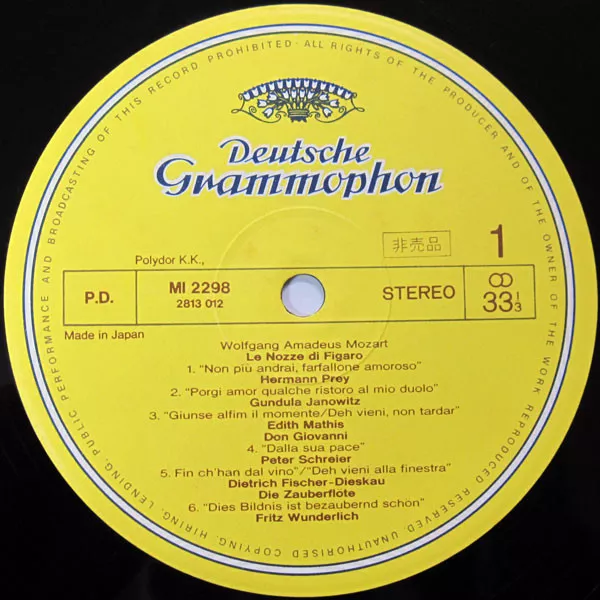 ALL RIGHTS OF THE PRODUCER AND OF THE OWNER OF THE WORK REPRODUCED RESERVED. UNAUTHORISED COPYING, HIRING, LENDING, PUBLIC PERFORMANCE AND BROADCASTING OF THIS RECORD PROHIBITED ·
Deutsche
Grammophon
非売品
1
Polydor K.K.,
P.D.
MI 2298
2813 012
STEREO
33 1/3
Made in Japan
Wolfgang Amadeus Mozart
Le Nozze di Figaro
1. "Non più andrai, farfallone amoroso"
Hermann Prey
2. "Porgi amor qualche ristoro al mio duolo"
Gundula Janowitz
3. "Giunse alfim il momente/Deh vieni, non tardar"
Edith Mathis
Don Giovanni
4. "Dalla sua pace"
Peter Schreier
5. Fin ch'han dal vino"/"Deh vieni alla finestra"
Dietrich Fischer-Dieskau
Die Zauberflöte
6. "Dies Bildnis ist bezaubernd schön"
Fritz Wunderlich